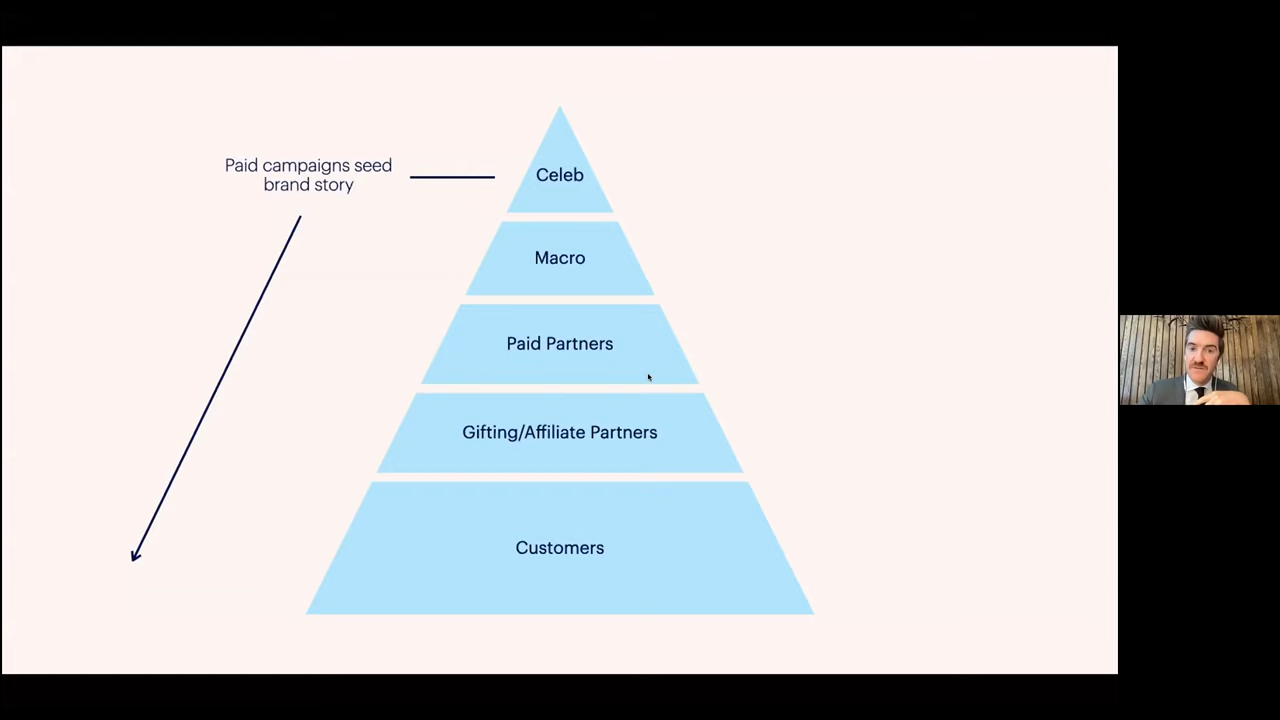 Paid campaigns seed
brand story
Celeb
Macro
Paid Partners
Gifting/Affiliate Partners
Customers